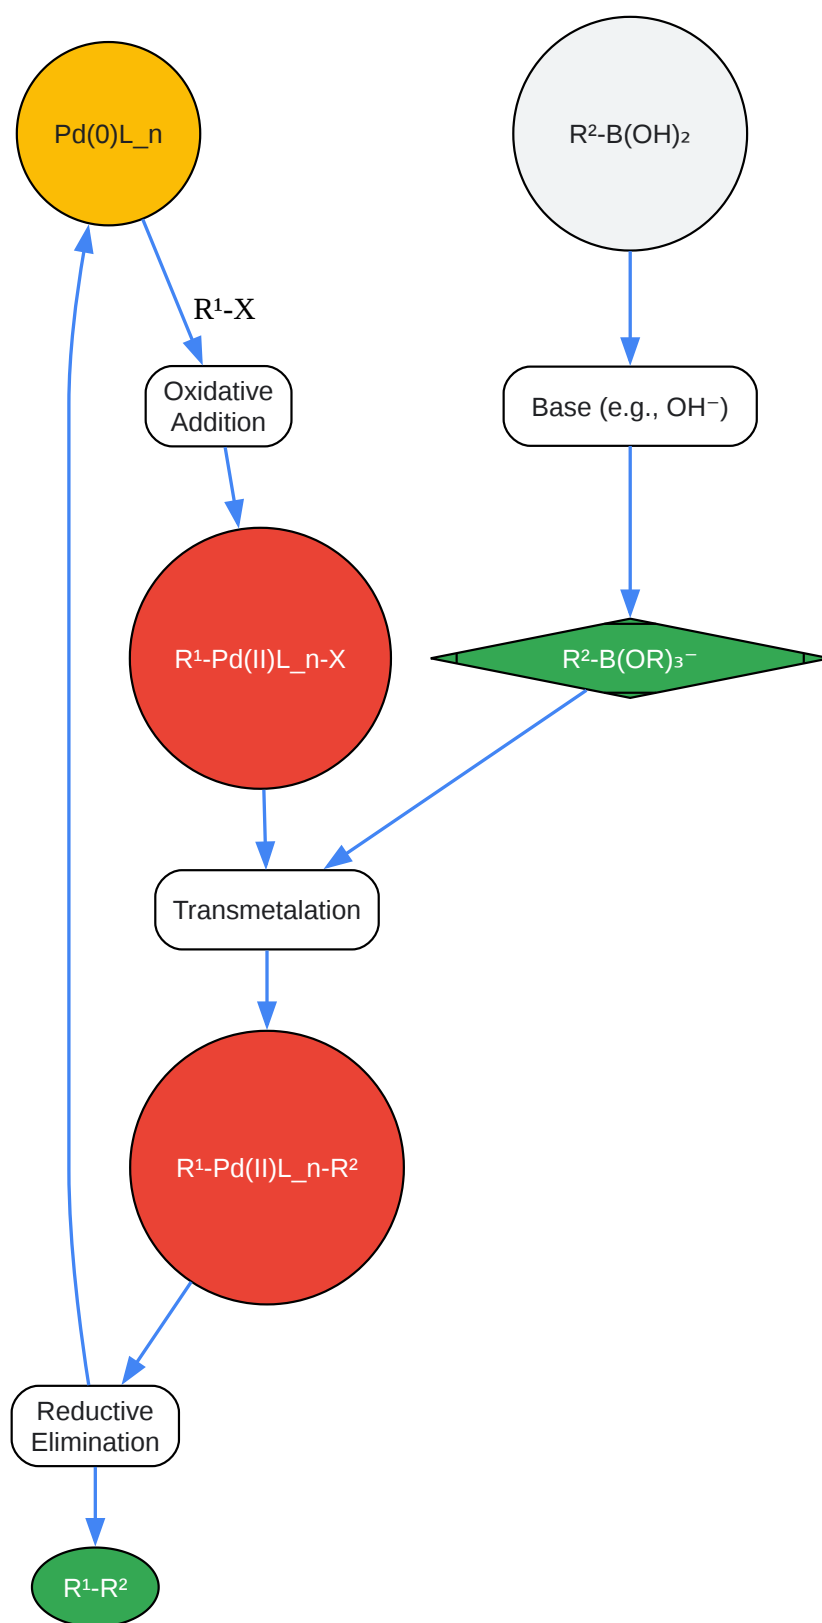 Pd(0)L_n
R²-B(OH)₂
R¹-X
Oxidative
Addition
Base (e.g., OH⁻)
R¹-Pd(II)L_n-X
R²-B(OR)₃⁻
Transmetalation
R¹-Pd(II)L_n-R²
Reductive
Elimination
R¹-R²